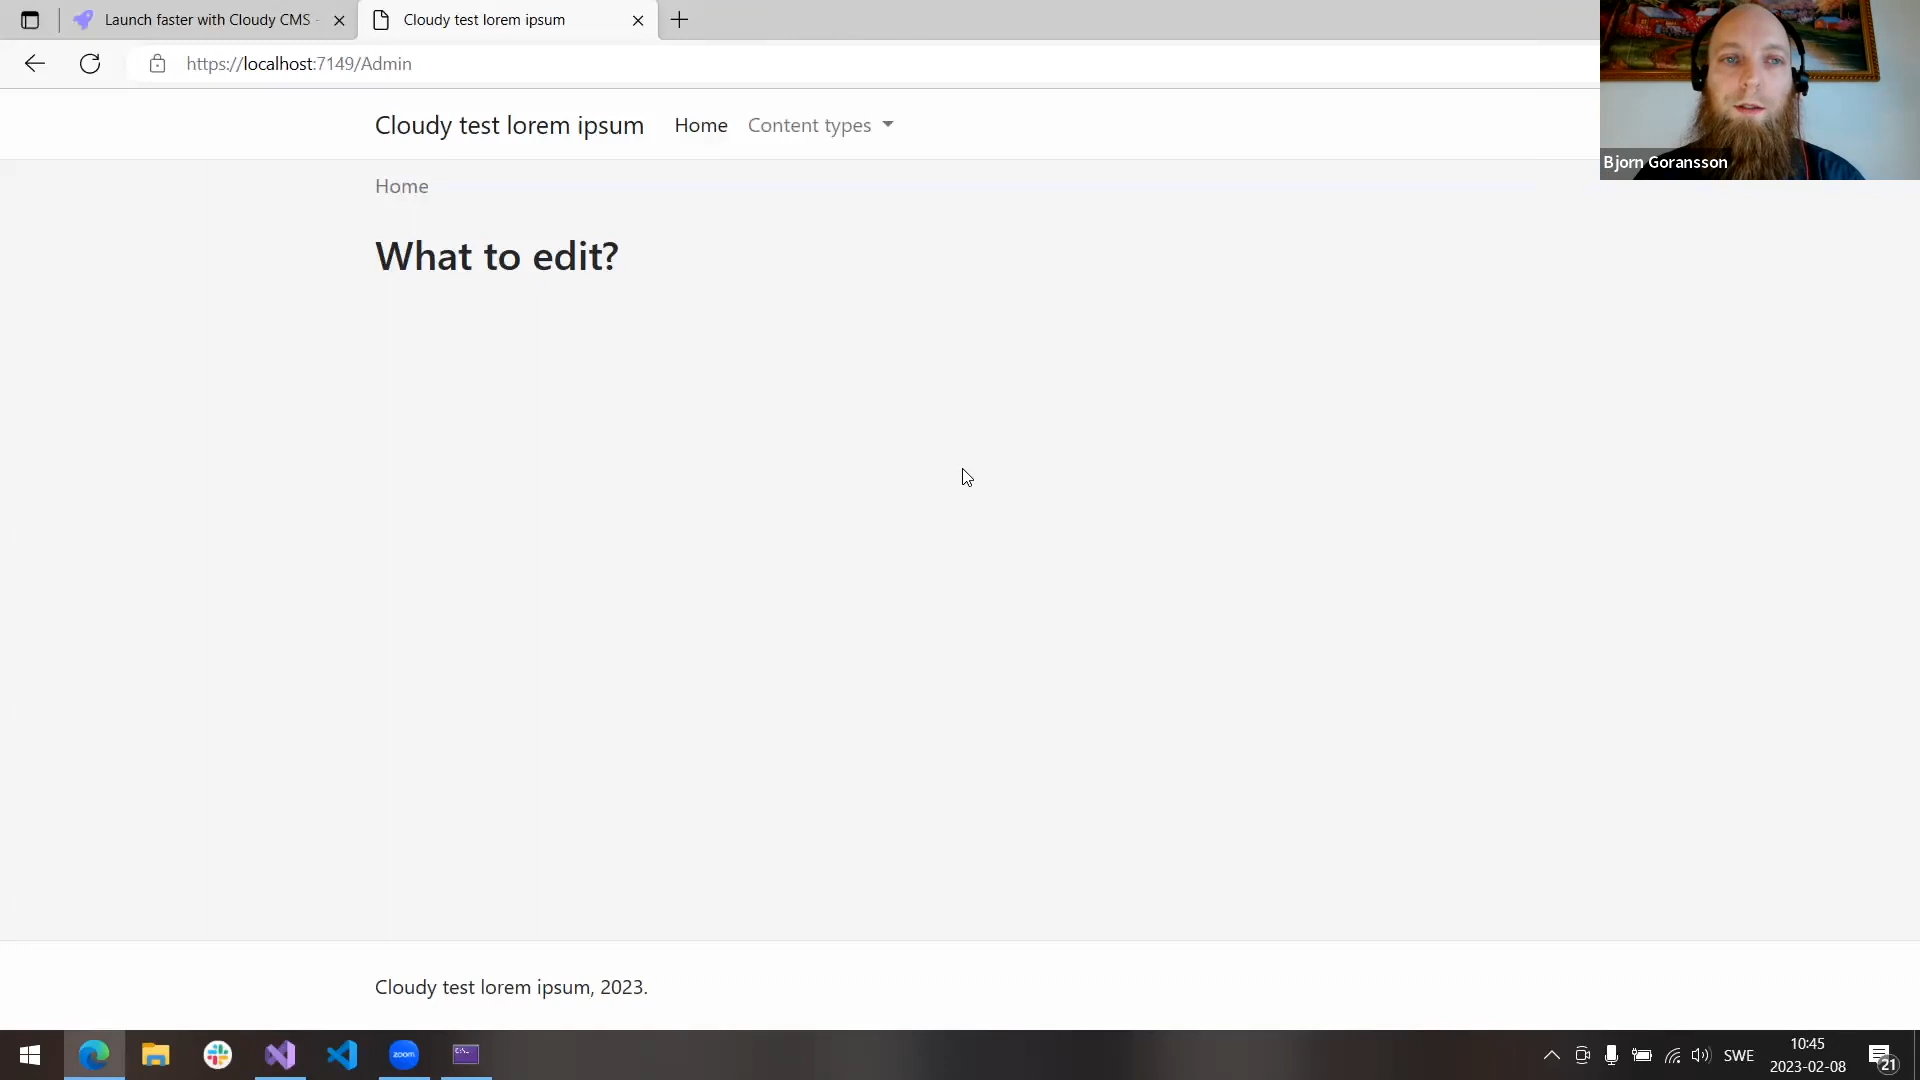 Launch faster with Cloudy CMS
Cloudy test lorem ipsum
https://localhost:7149/Admin
Cloudy test lorem ipsum
Home
Content types
Bjorn Goransson
Home
What to edit?
Cloudy test lorem ipsum, 2023.
zoom
C:\
SWE
10:45
2023-02-08
21